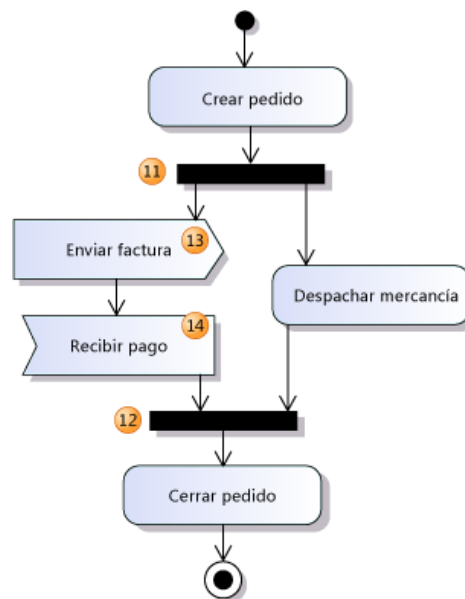 Crear pedido
11
13
Enviar factura
Despachar mercancía
14
Recibir pago
12
Cerrar pedido